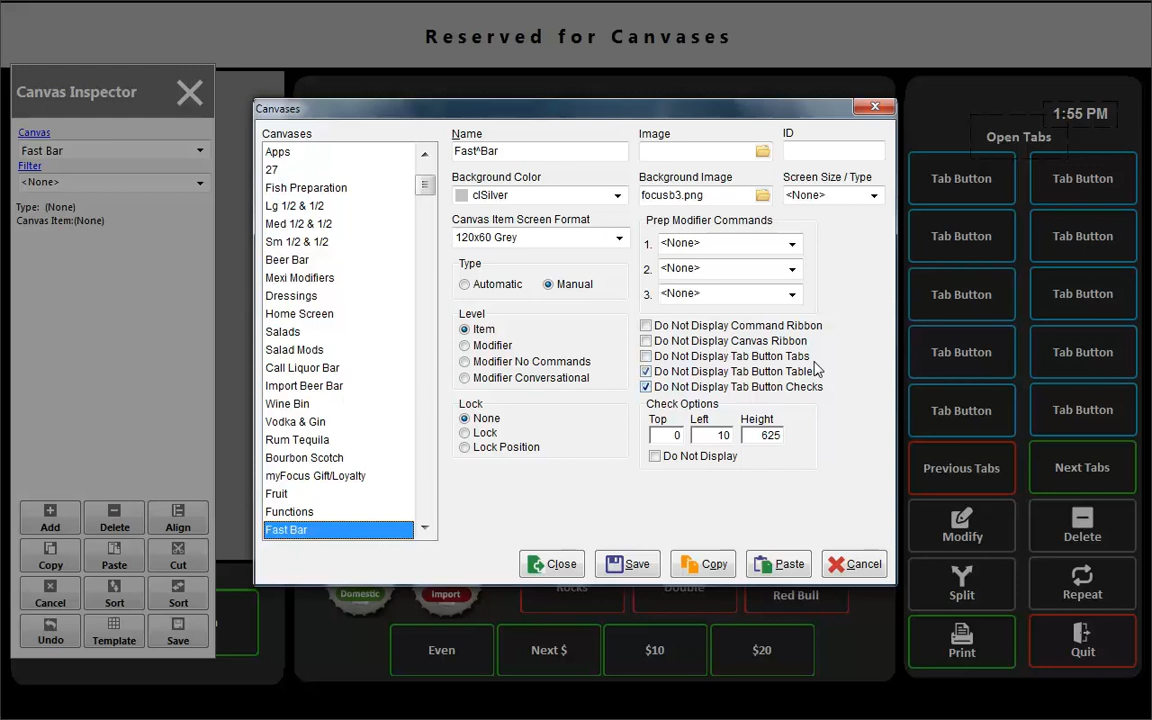 Reserved for Canvases
Canvas Inspector
Canvas
Fast Bar
Filter
<None>
Type: (None)
Canvas Item:(None)
Add
Delete
Align
Copy
Paste
Cut
Cancel
Sort
Sort
Undo
Template
Save
Canvases
Canvases
Apps
27
Fish Preparation
Lg 1/2 & 1/2
Med 1/2 & 1/2
Sm 1/2 & 1/2
Beer Bar
Mexi Modifiers
Dressings
Home Screen
Salads
Salad Mods
Call Liquor Bar
Import Beer Bar
Wine Bin
Vodka & Gin
Rum Tequila
Bourbon Scotch
myFocus Gift/Loyalty
Fruit
Functions
Fast Bar
Name
Fast^Bar
Image
ID
Background Color
clSilver
Background Image
focusb3.png
Screen Size / Type
<None>
Canvas Item Screen Format
120x60 Grey
Prep Modifier Commands
1. <None>
2. <None>
3. <None>
Type
Automatic
Manual
Level
Item
Modifier
Modifier No Commands
Modifier Conversational
Do Not Display Command Ribbon
Do Not Display Canvas Ribbon
Do Not Display Tab Button Tabs
Do Not Display Tab Button Table
Do Not Display Tab Button Checks
Lock
None
Lock
Lock Position
Check Options
Top Left Height
0 10 625
Do Not Display
Close
Save
Copy
Paste
Cancel
Domestic
Import
Rocks
Double
Red Bull
Even
Next $
$10
$20
1:55 PM
Open Tabs
Tab Button
Tab Button
Tab Button
Tab Button
Tab Button
Tab Button
Tab Button
Tab Button
Tab Button
Tab Button
Previous Tabs
Next Tabs
Modify
Delete
Split
Repeat
Print
Quit